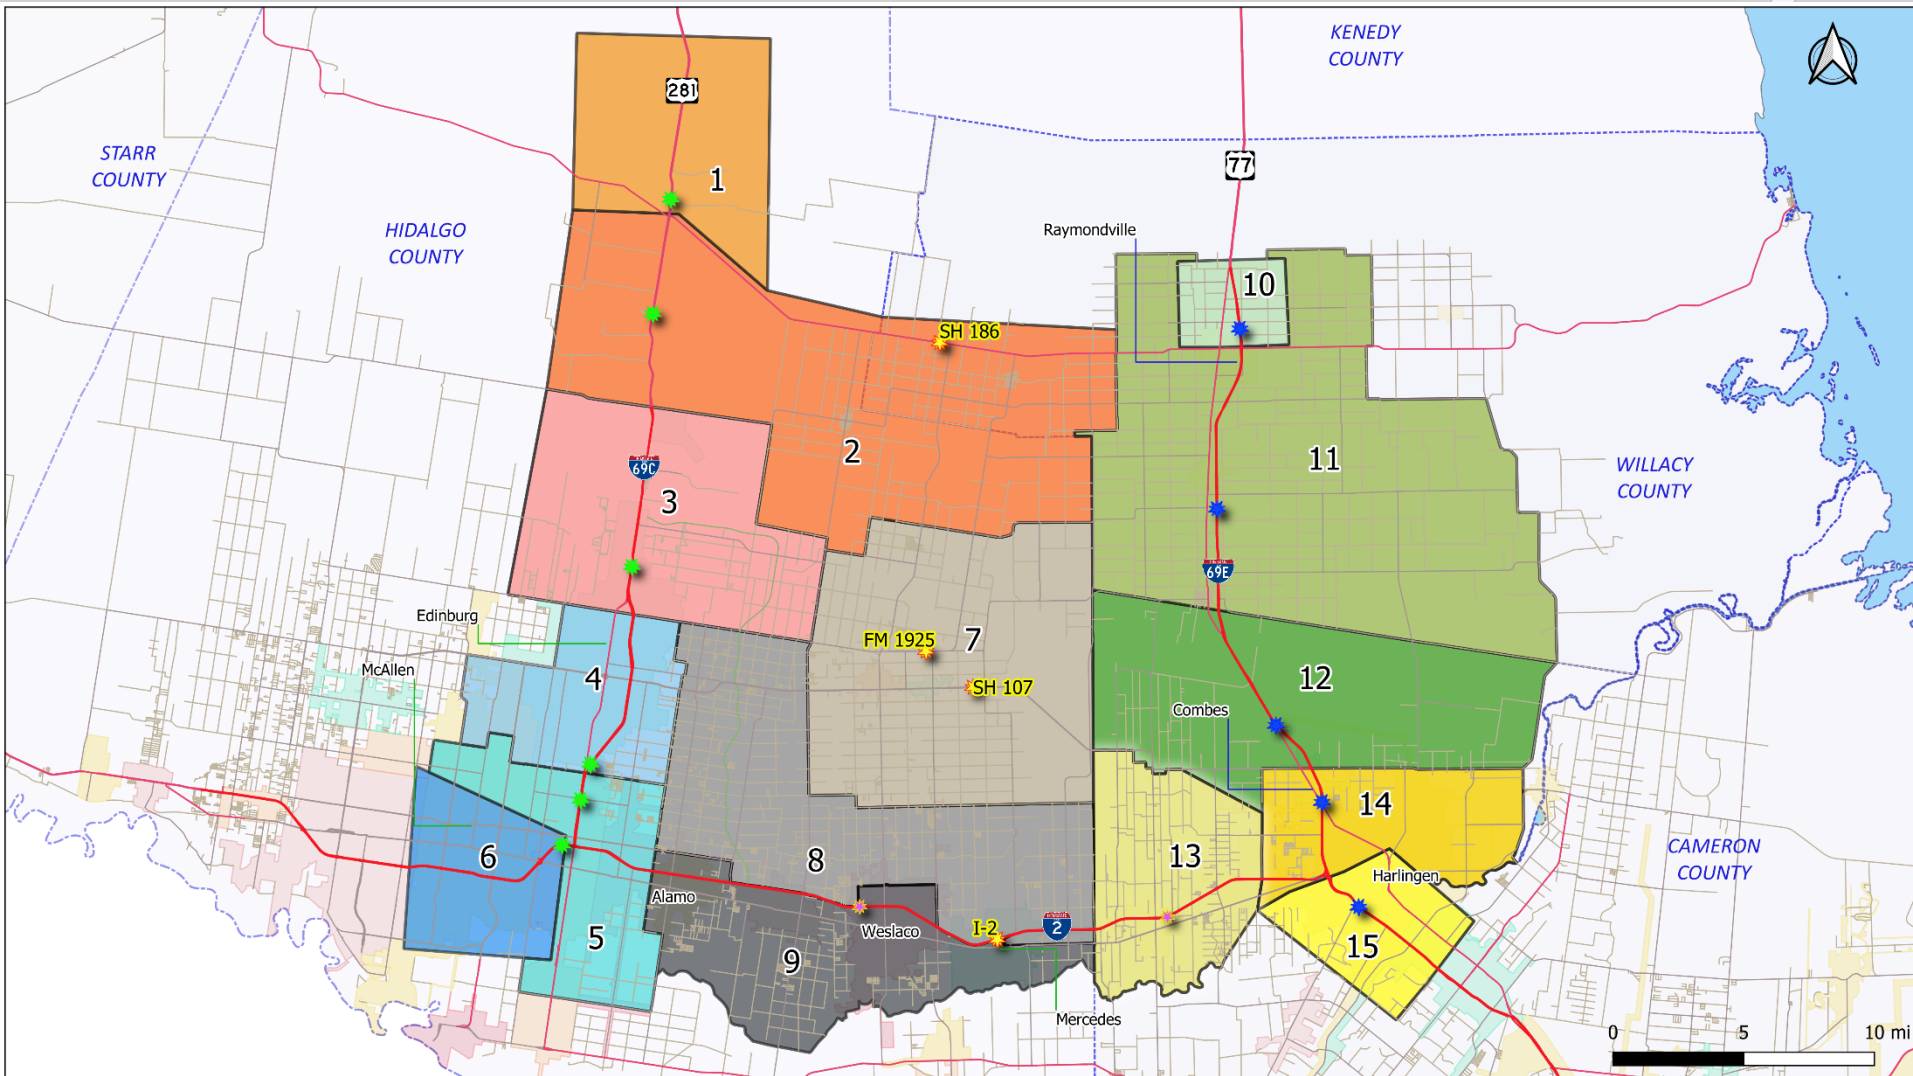 KENEDY
COUNTY
281
STARR
COUNTY
77
1
HIDALGO
COUNTY
Raymondville
10
SH 186
2
11
69C
WILLACY
COUNTY
3
69E
Edinburg
FM 1925
7
McAllen
4
12
SH 107
Combes
14
CAMERON
COUNTY
6
8
13
Harlingen
Alamo
I-2
2
Weslaco
5
15
9
Mercedes
0 5 10 mi